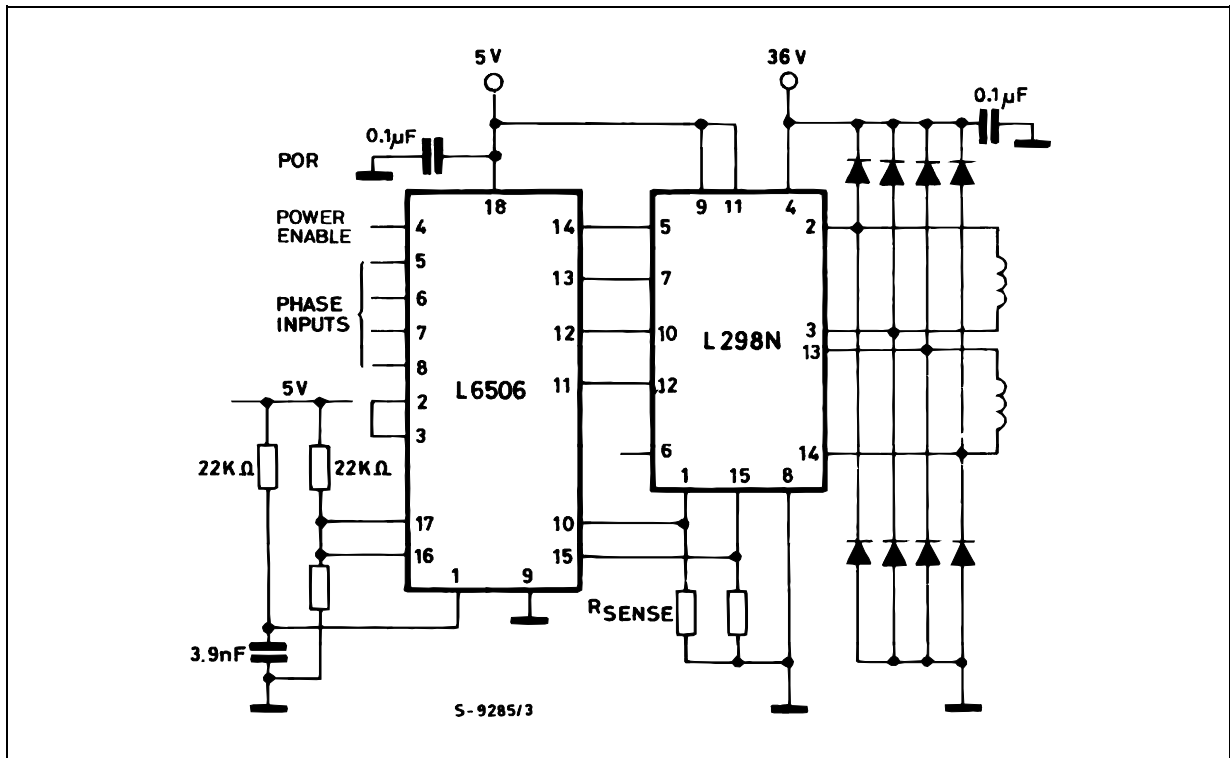 5 V
36 V
0.1µF
0.1µF
POR
18
9 11 4
POWER
ENABLE
4
14
5
2
5
PHASE
INPUTS
6
7
8
13
7
12
10
11
12
L6506
L298N
3
13
14
5V
2
3
6
22KΩ
22KΩ
1 15 8
17
16
10
15
1 9
RSENSE
3.9nF
S-9285/3